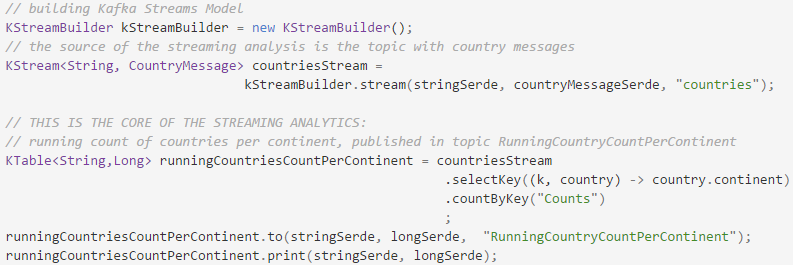 // building Kafka Streams Model
KStreamBuilder kStreamBuilder = new KStreamBuilder();
// the source of the streaming analysis is the topic with country messages
KStream<String, CountryMessage> countriesStream =
                                kStreamBuilder.stream(stringSerde, countryMessageSerde, "countries");

// THIS IS THE CORE OF THE STREAMING ANALYTICS:
// running count of countries per continent, published in topic RunningCountryCountPerContinent
KTable<String,Long> runningCountriesCountPerContinent = countriesStream
                                                         .selectKey((k, country) -> country.continent)
                                                         .countByKey("Counts")
                                                         ;
runningCountriesCountPerContinent.to(stringSerde, longSerde,  "RunningCountryCountPerContinent");
runningCountriesCountPerContinent.print(stringSerde, longSerde);